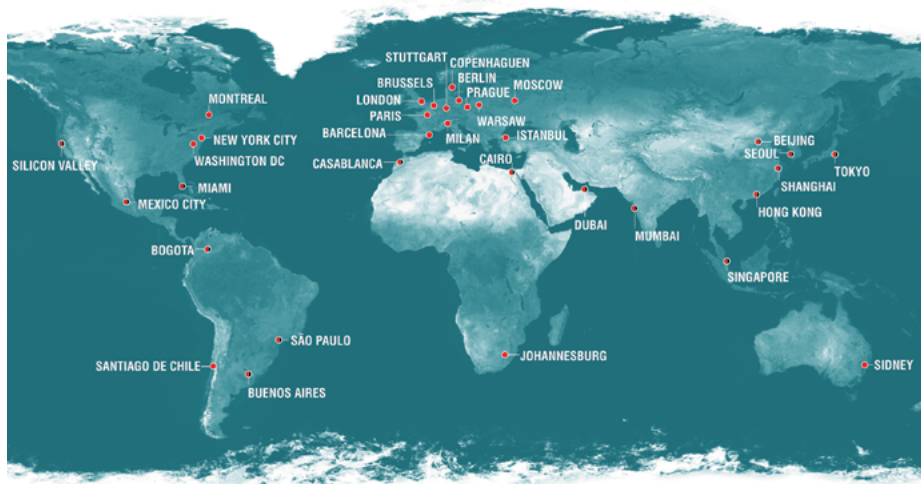 STUTTGART
COPENHAGUEN
BERLIN
BRUSSELS
PRAGUE
MOSCOW
LONDON
MONTREAL
PARIS
WARSAW
BARCELONA
MILAN
ISTANBUL
NEW YORK CITY
WASHINGTON DC
SILICON VALLEY
CASABLANCA
CAIRO
BEIJING
SEOUL
TOKYO
SHANGHAI
MIAMI
MEXICO CITY
HONG KONG
DUBAI
MUMBAI
BOGOTA
SINGAPORE
SÃO PAULO
JOHANNESBURG
SANTIAGO DE CHILE
SIDNEY
BUENOS AIRES